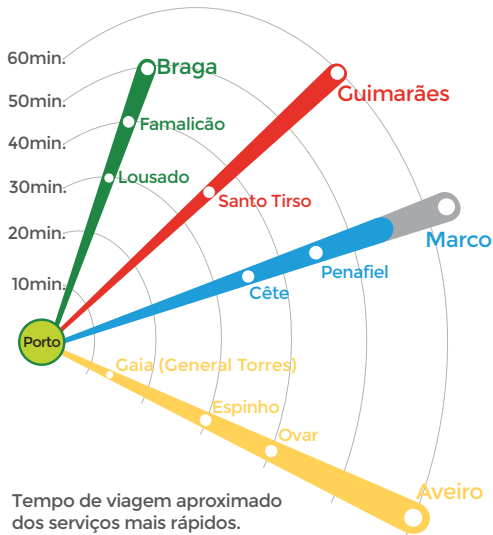 60min.
50min.
40min.
30min.
20min.
10min.
Porto
Braga
Famalicão
Lousado
Guimarães
Santo Tirso
Marco
Penafiel
Cête
Gaia (General Torres)
Espinho
Ovar
Aveiro
Tempo de viagem aproximado
dos serviços mais rápidos.